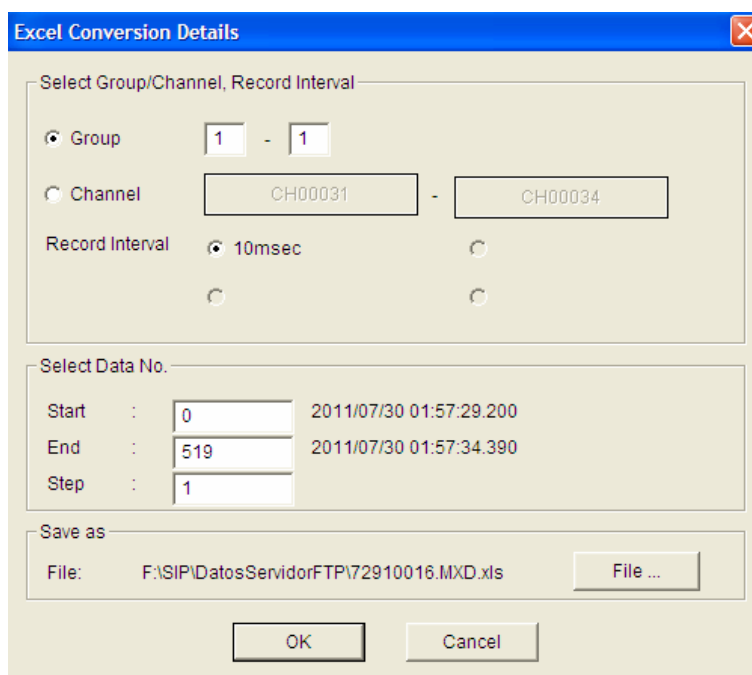 Excel Conversion Details
Select Group/Channel, Record Interval
Group 1 - 1
Channel CH00031 - CH00034
Record Interval 10msec
Select Data No.
Start : 0 2011/07/30 01:57:29.200
End : 519 2011/07/30 01:57:34.390
Step : 1
Save as
File: F:\SIP\DatosServidorFTP\72910016.MXD.xls File ...
OK Cancel